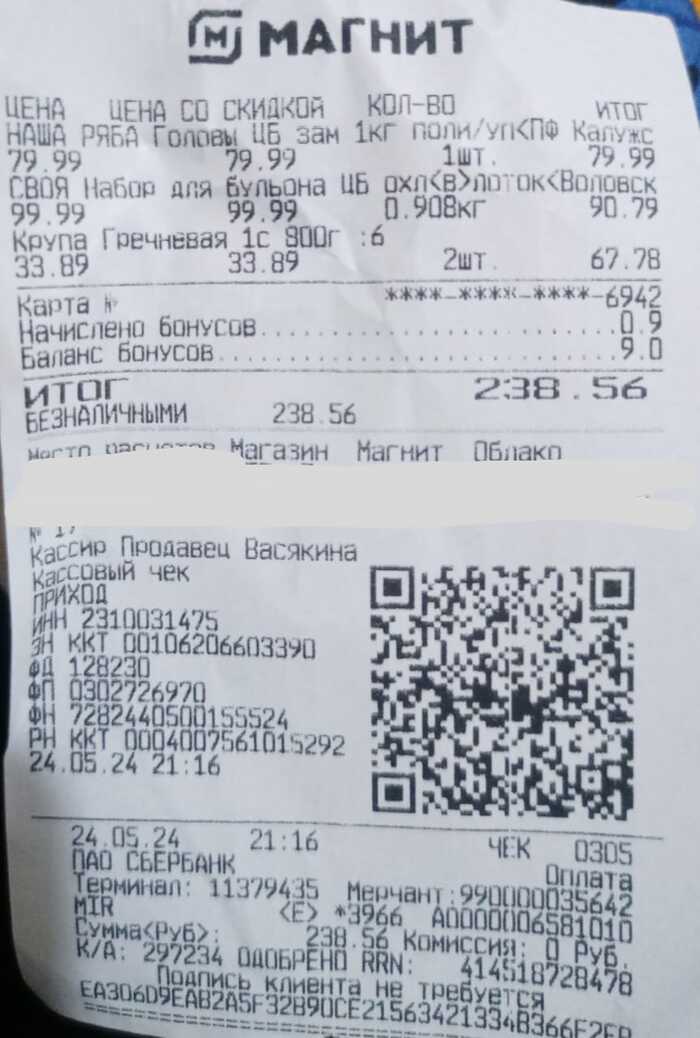 МАГНИТ
ЦЕНА ЦЕНА СО СКИДКОЙ КОЛ-ВО ИТОГ
НАША РЯБА Головы ЦБ зам 1кг поли/уп<ПФ Калужс
79.99 79.99 1шт. 79.99
СВОЯ Набор для бульона ЦБ охл<в>лоток<Воловск
99.99 99.99 0.908кг 90.79
Крупа Гречневая 1с 800г :6
33.89 33.89 2шт. 67.78
Карта № ****-****-****-6942
Начислено бонусов..............................0.9
Баланс бонусов.................................9.0
ИТОГ 238.56
БЕЗНАЛИЧНЫМИ 238.56
Место расчетов Магазин Магнит Облако
№ 17
Кассир Продавец Васякина
Кассовый чек
ПРИХОД
ИНН 2310031475
ЗН ККТ 00106206603390
ФД 128230
ФП 0302726970
ФН 7282440500155524
РН ККТ 0004007561015292
24.05.24 21:16
24.05.24 21:16 ЧЕК 0305
ПАО СБЕРБАНК Оплата
Терминал: 11379435 Мерчант:990000035642
MIR <E> *3966 A0000006581010
Сумма<Руб>: 238.56 Комиссия: 0 Руб.
К/А: 297234 ОДОБРЕНО RRN: 414518728478
Подпись клиента не требуется
EA306D9EAB2A5F32B90CE21563421334B366F2